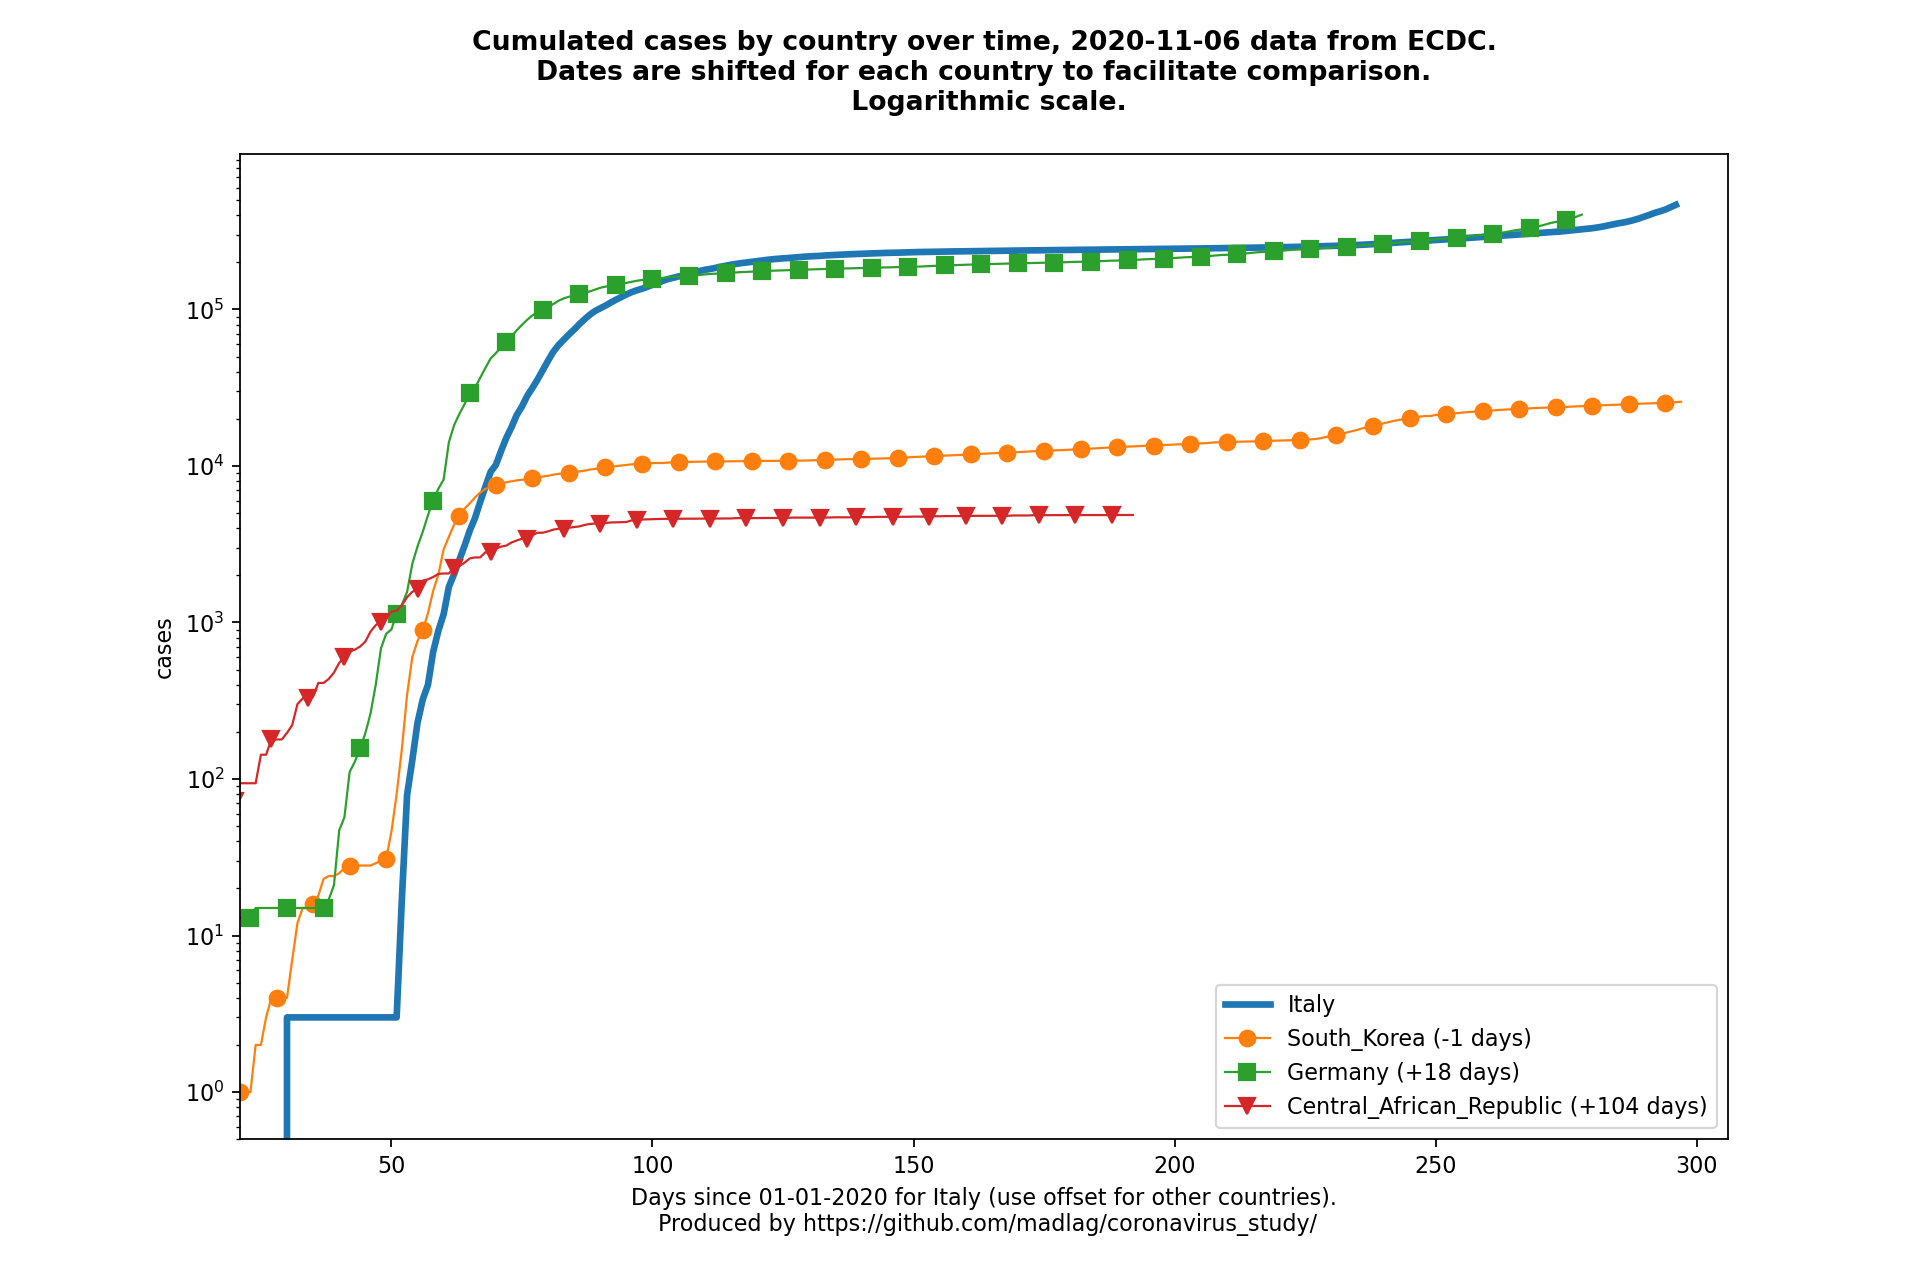 Cumulated cases by country over time, 2020-11-06 data from ECDC.
Dates are shifted for each country to facilitate comparison.
Logarithmic scale.
10^5
10^4
10^3
10^2
10^1
10^0
cases
50
100
150
200
250
300
Italy
South_Korea (-1 days)
Germany (+18 days)
Central_African_Republic (+104 days)
Days since 01-01-2020 for Italy (use offset for other countries).
Produced by https://github.com/madlag/coronavirus_study/